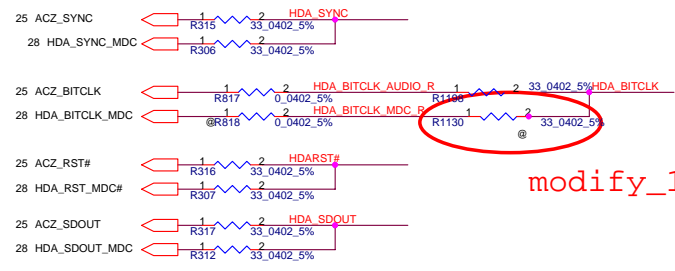 25 ACZ_SYNC 1 2 HDA_SYNC
R315 33_0402_5%
28 HDA_SYNC_MDC 1 2
R306 33_0402_5%
25 ACZ_BITCLK 1 2 HDA_BITCLK_AUDIO_R 1 2 33_0402_5% HDA_BITCLK
R817 0_0402_5% R1198
28 HDA_BITCLK_MDC 1 2 HDA_BITCLK_MDC_R 1 2
@R818 0_0402_5% R1130 33_0402_5%
@
25 ACZ_RST# 1 2 HDARST#
R316 33_0402_5%
modify_1
28 HDA_RST_MDC# 1 2
R307 33_0402_5%
25 ACZ_SDOUT 1 2 HDA_SDOUT
R317 33_0402_5%
28 HDA_SDOUT_MDC 1 2
R312 33_0402_5%